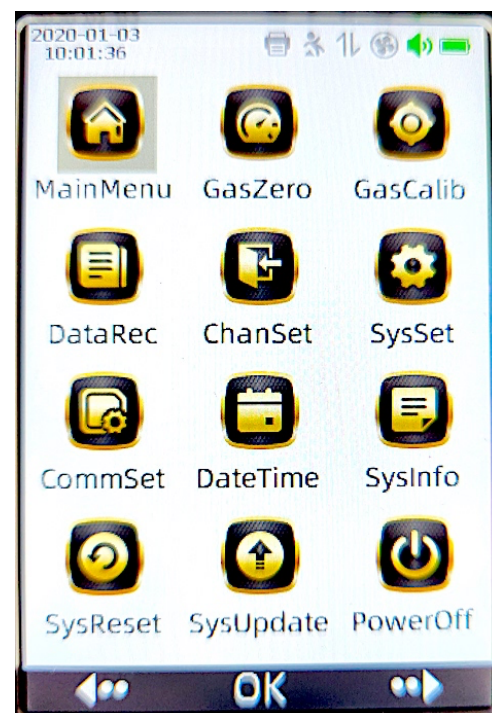 2020-01-03
10:01:36
MainMenu GasZero GasCalib
DataRec ChanSet SysSet
CommSet DateTime SysInfo
SysReset SysUpdate PowerOff
OK